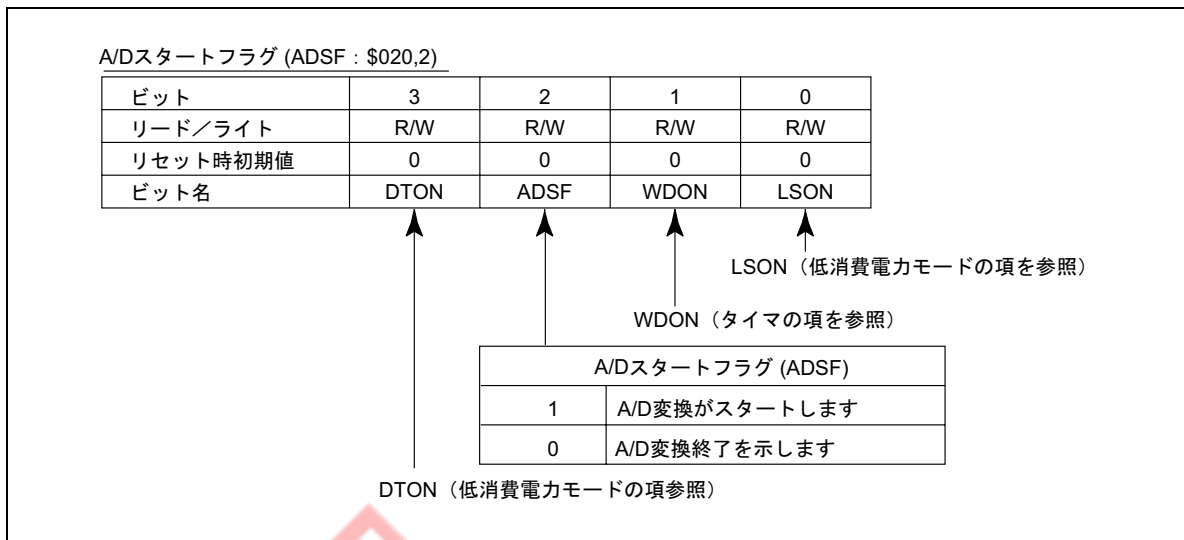 A/Dスタートフラグ (ADSF：$020,2)
ビット 3 2 1 0
リード／ライト R/W R/W R/W R/W
リセット時初期値 0 0 0 0
ビット名 DTON ADSF WDON LSON
LSON（低消費電力モードの項を参照）
WDON（タイマの項を参照）
A/Dスタートフラグ (ADSF)
1 A/D変換がスタートします
0 A/D変換終了を示します
DTON（低消費電力モードの項参照）